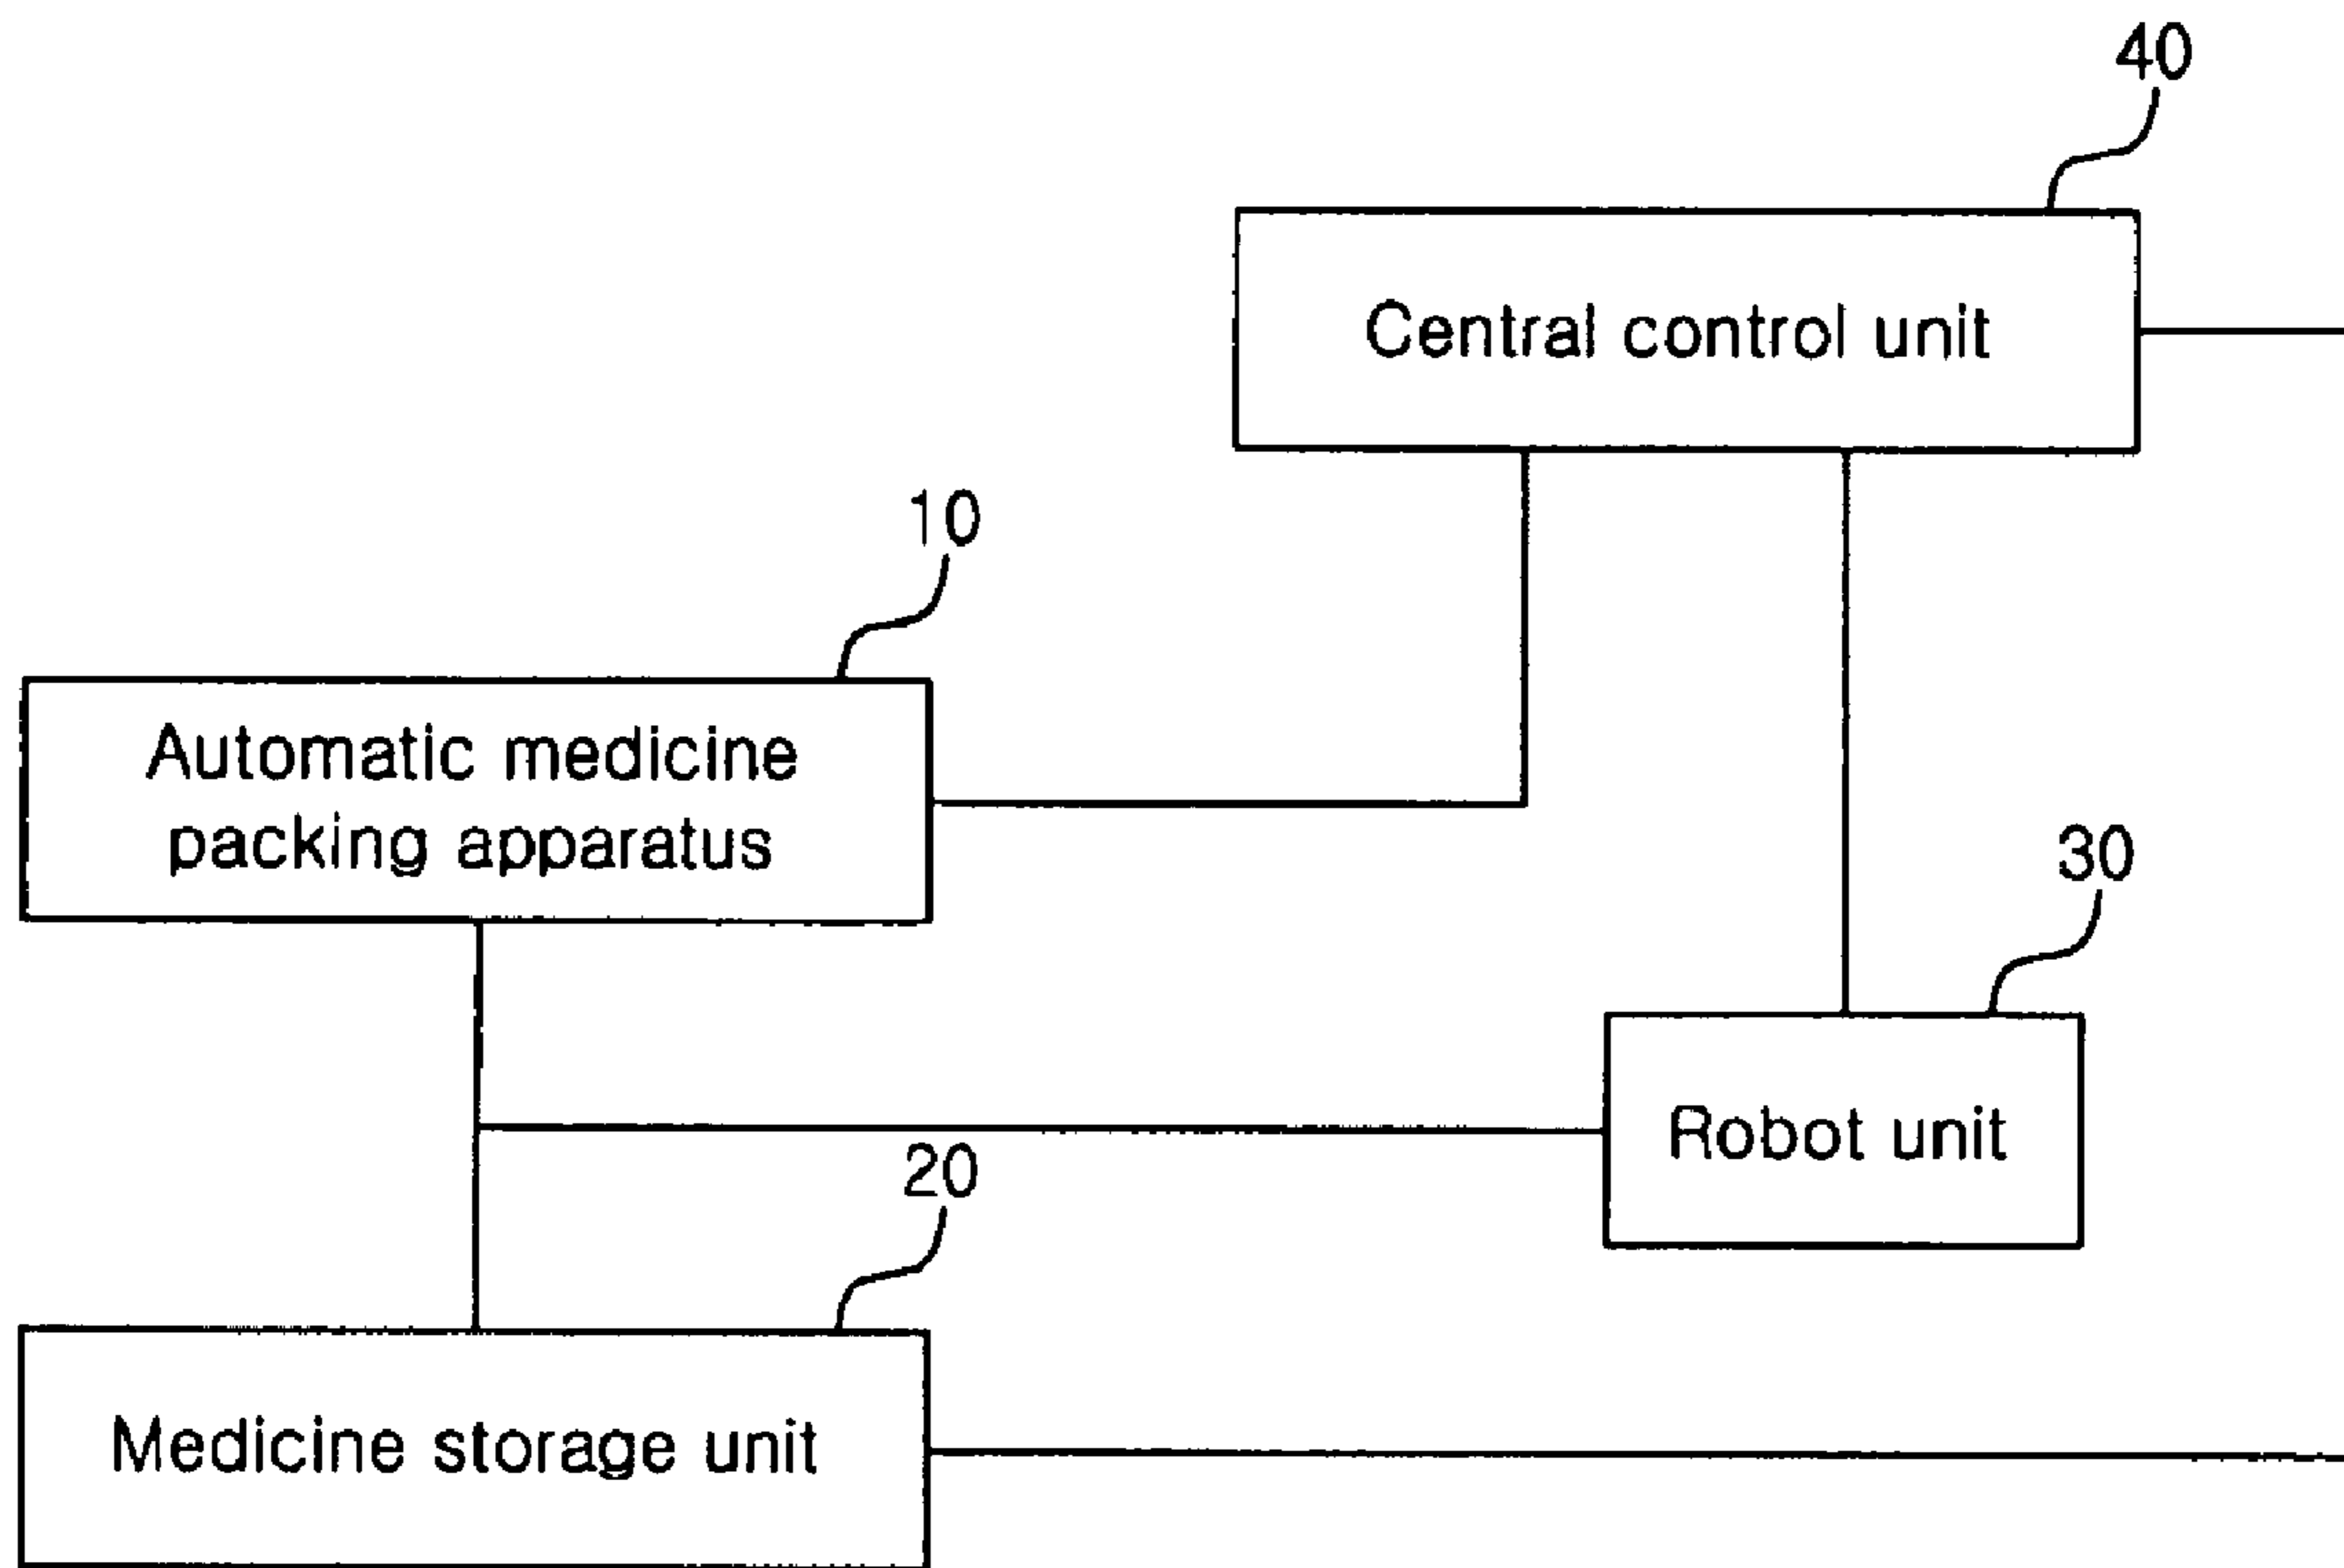 40
Central control unit
10
Automatic medicine
packing apparatus
30
Robot unit
20
Medicine storage unit